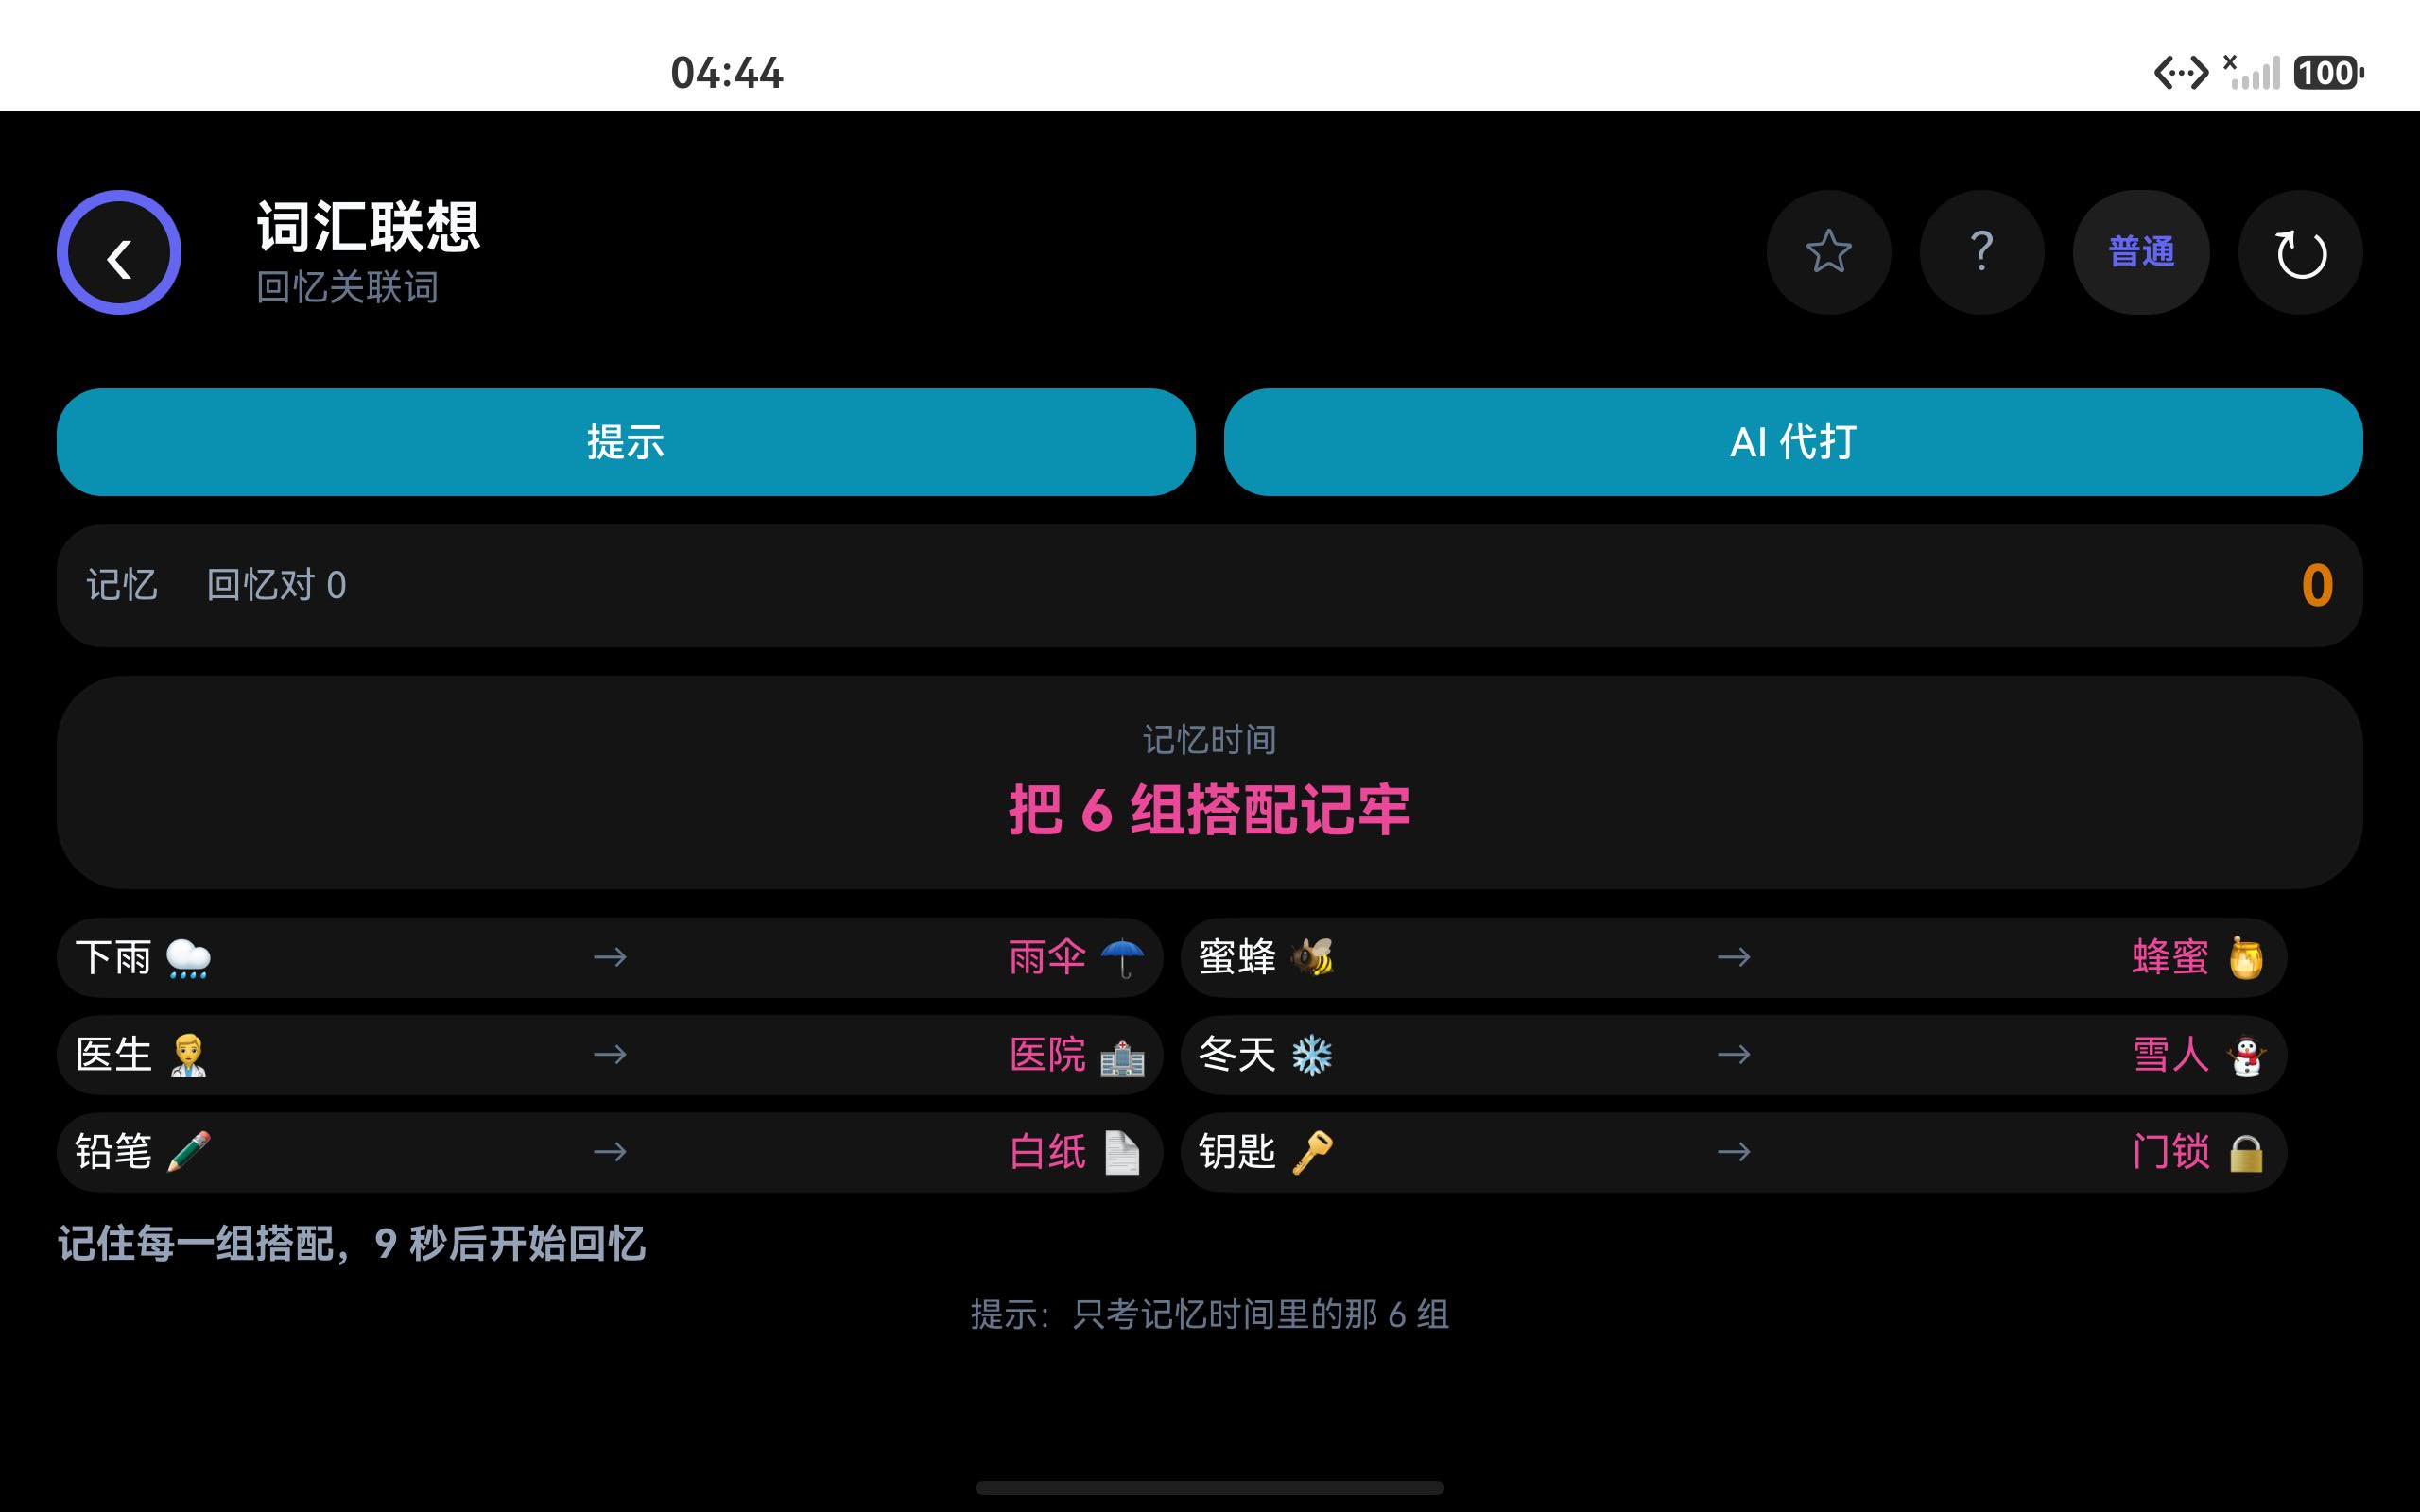 04:44
100
词汇联想
回忆关联词
?
普通
提示
AI 代打
记忆 回忆对 0
0
记忆时间
把 6 组搭配记牢
下雨 → 雨伞
蜜蜂 → 蜂蜜
医生 → 医院
冬天 → 雪人
铅笔 → 白纸
钥匙 → 门锁
记住每一组搭配，9 秒后开始回忆
提示：只考记忆时间里的那 6 组